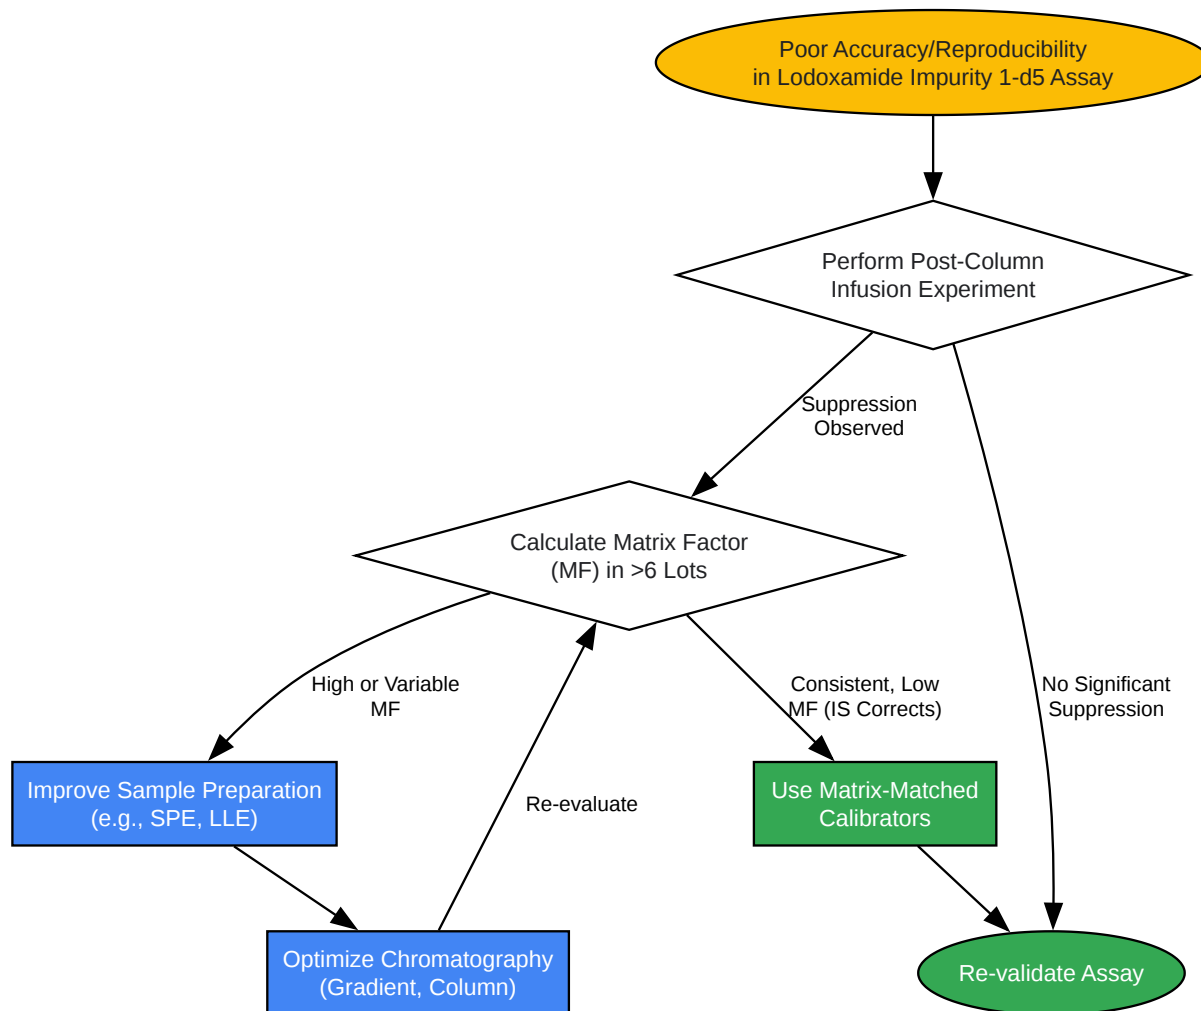 Poor Accuracy/Reproducibility
in Lodoxamide Impurity 1-d5 Assay
Perform Post-Column
Infusion Experiment
Suppression
Observed
Calculate Matrix Factor
(MF) in >6 Lots
High or Variable
MF
Consistent, Low
MF (IS Corrects)
No Significant
Suppression
Improve Sample Preparation
(e.g., SPE, LLE)
Re-evaluate
Use Matrix-Matched
Calibrators
Optimize Chromatography
(Gradient, Column)
Re-validate Assay